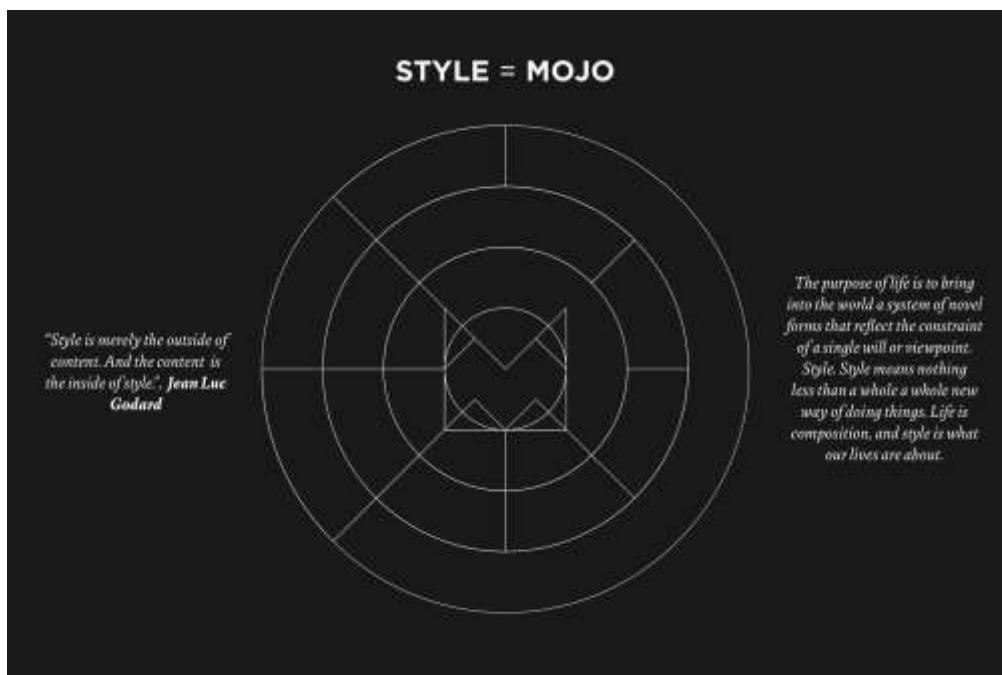 STYLE = MOJO
"Style is merely the outside of
content. And the content is
the inside of style.", Jean Luc
Godard
The purpose of life is to bring
into the world a system of novel
forms that reflect the constraint
of a single will or viewpoint.
Style. Style means nothing
less than a whole a whole new
way of doing things. Life is
composition, and style is what
our lives are about.